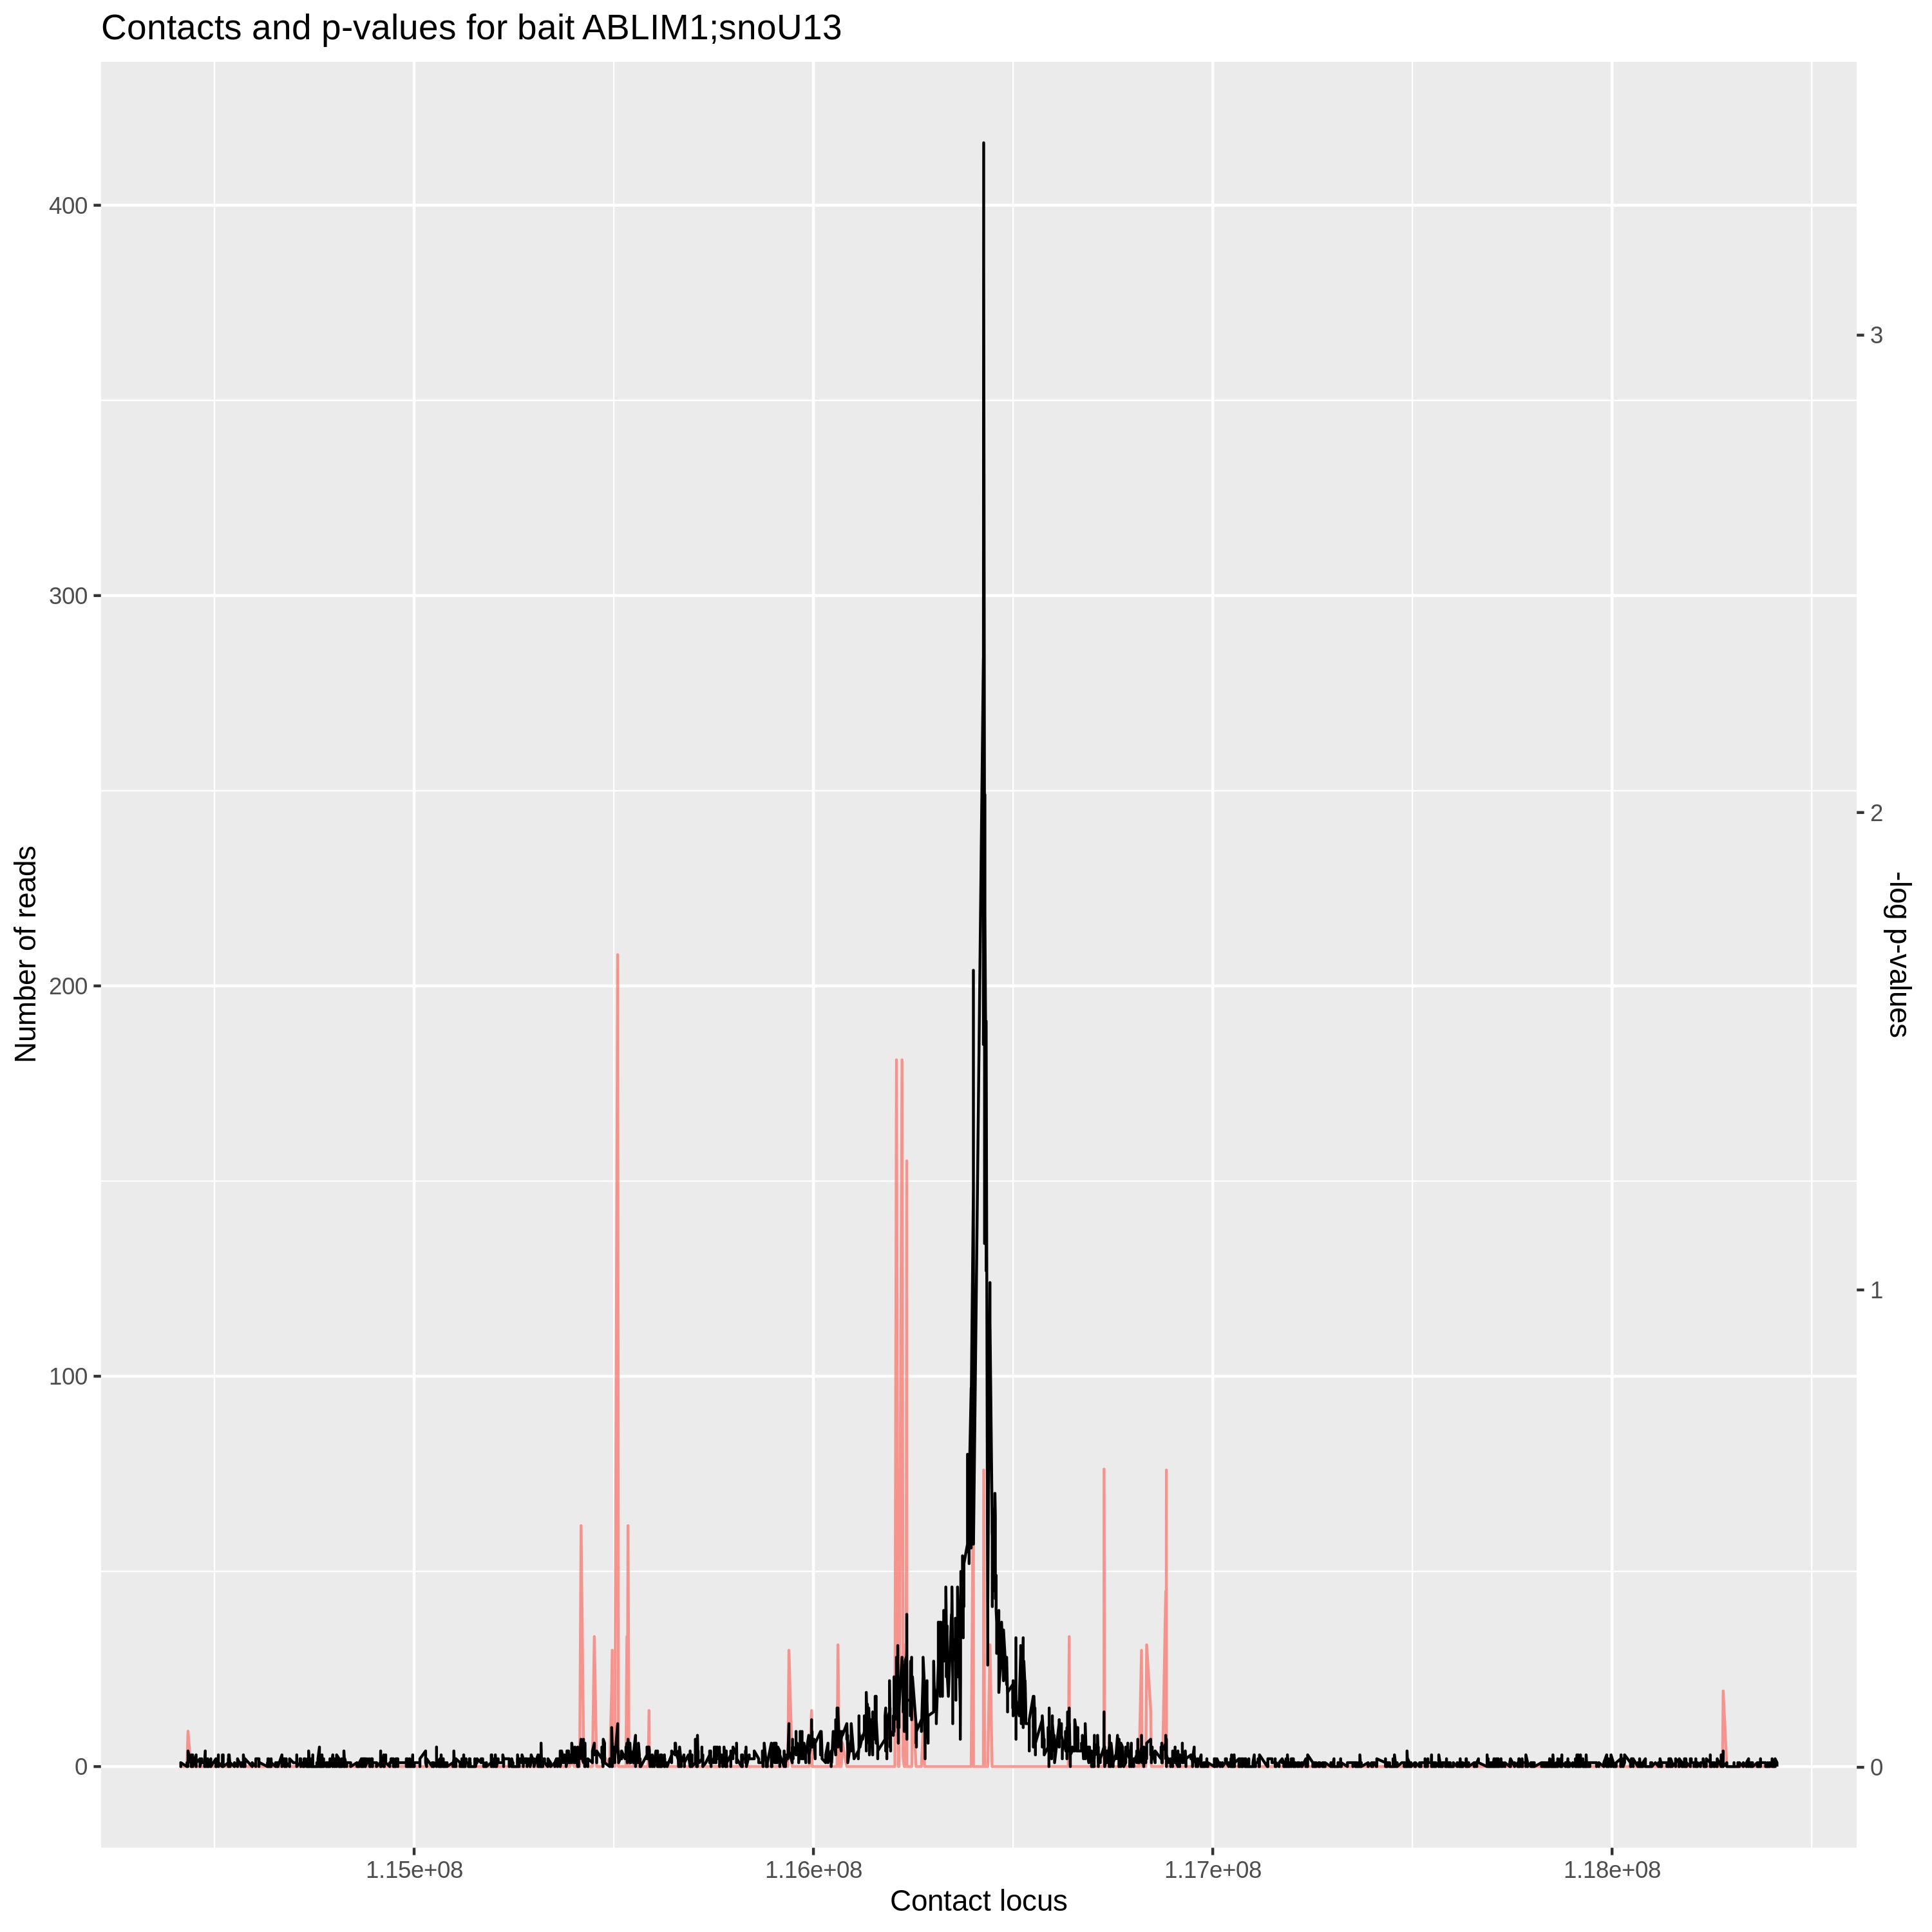 Contacts and p-values for bait ABLIM1;snoU13
400
300
200
100
0
Number of reads
3
2
1
0
-log p-values
1.15e+08 1.16e+08 1.17e+08 1.18e+08
Contact locus